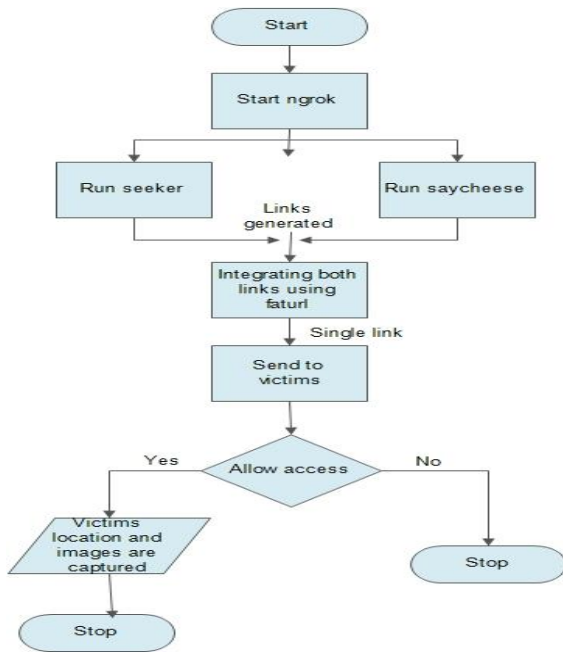 Start
Start ngrok
Run seeker
Run saycheese
Links
generated
Integrating both
links using
faturl
Single link
Send to
victims
Allow access
Yes
No
Victims
location and
images are
captured
Stop
Stop